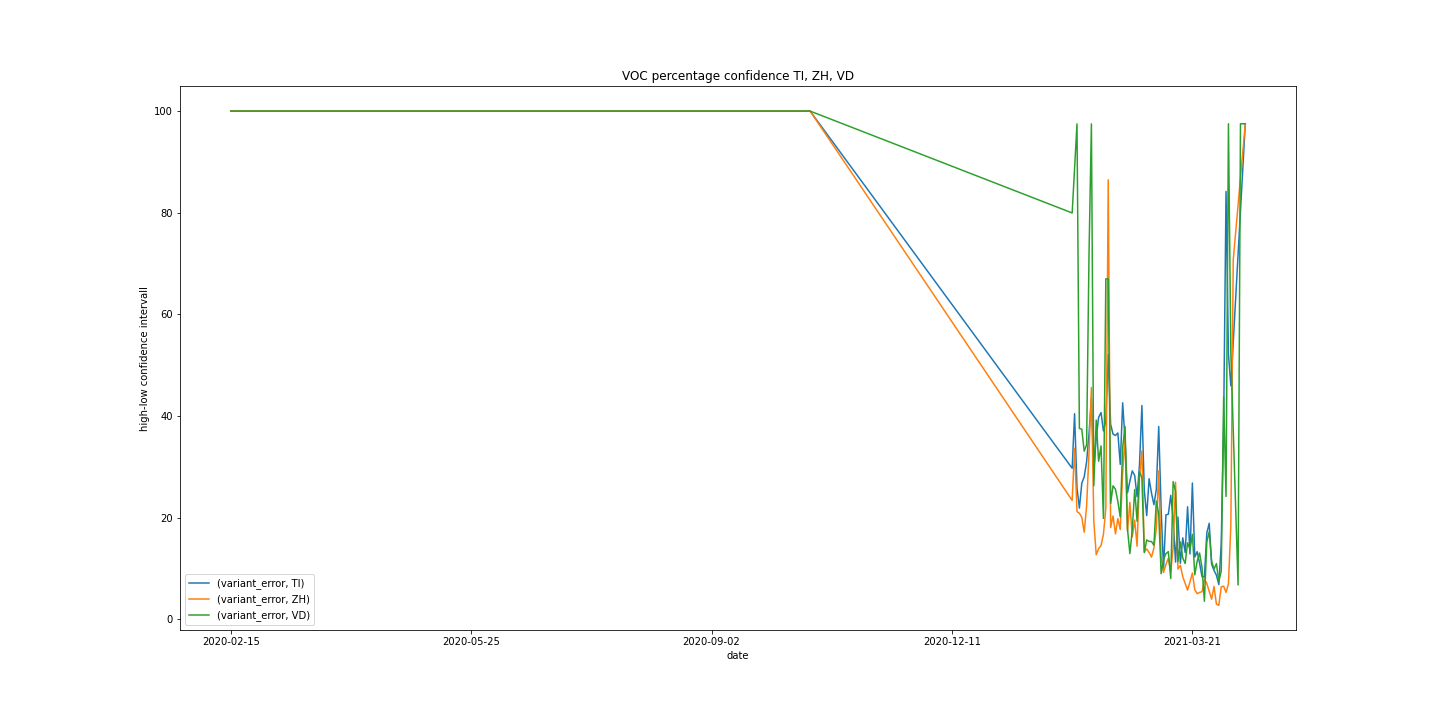 VOC percentage confidence TI, ZH, VD
high-low confidence intervall
100
80
60
40
20
0
(variant_error, TI)
(variant_error, ZH)
(variant_error, VD)
2020-02-15
2020-05-25
2020-09-02
2020-12-11
2021-03-21
date